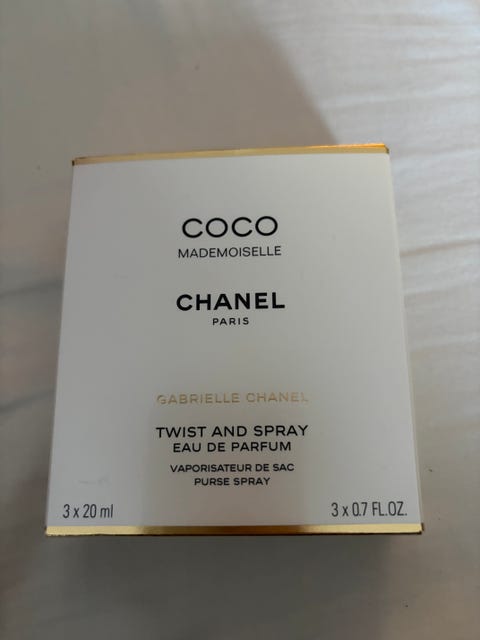 COCO
MADEMOISELLE
CHANEL
PARIS
GABRIELLE CHANEL
TWIST AND SPRAY
EAU DE PARFUM
VAPORISATEUR DE SAC
PURSE SPRAY
3 x 20 ml
3 x 0.7 FL.OZ.